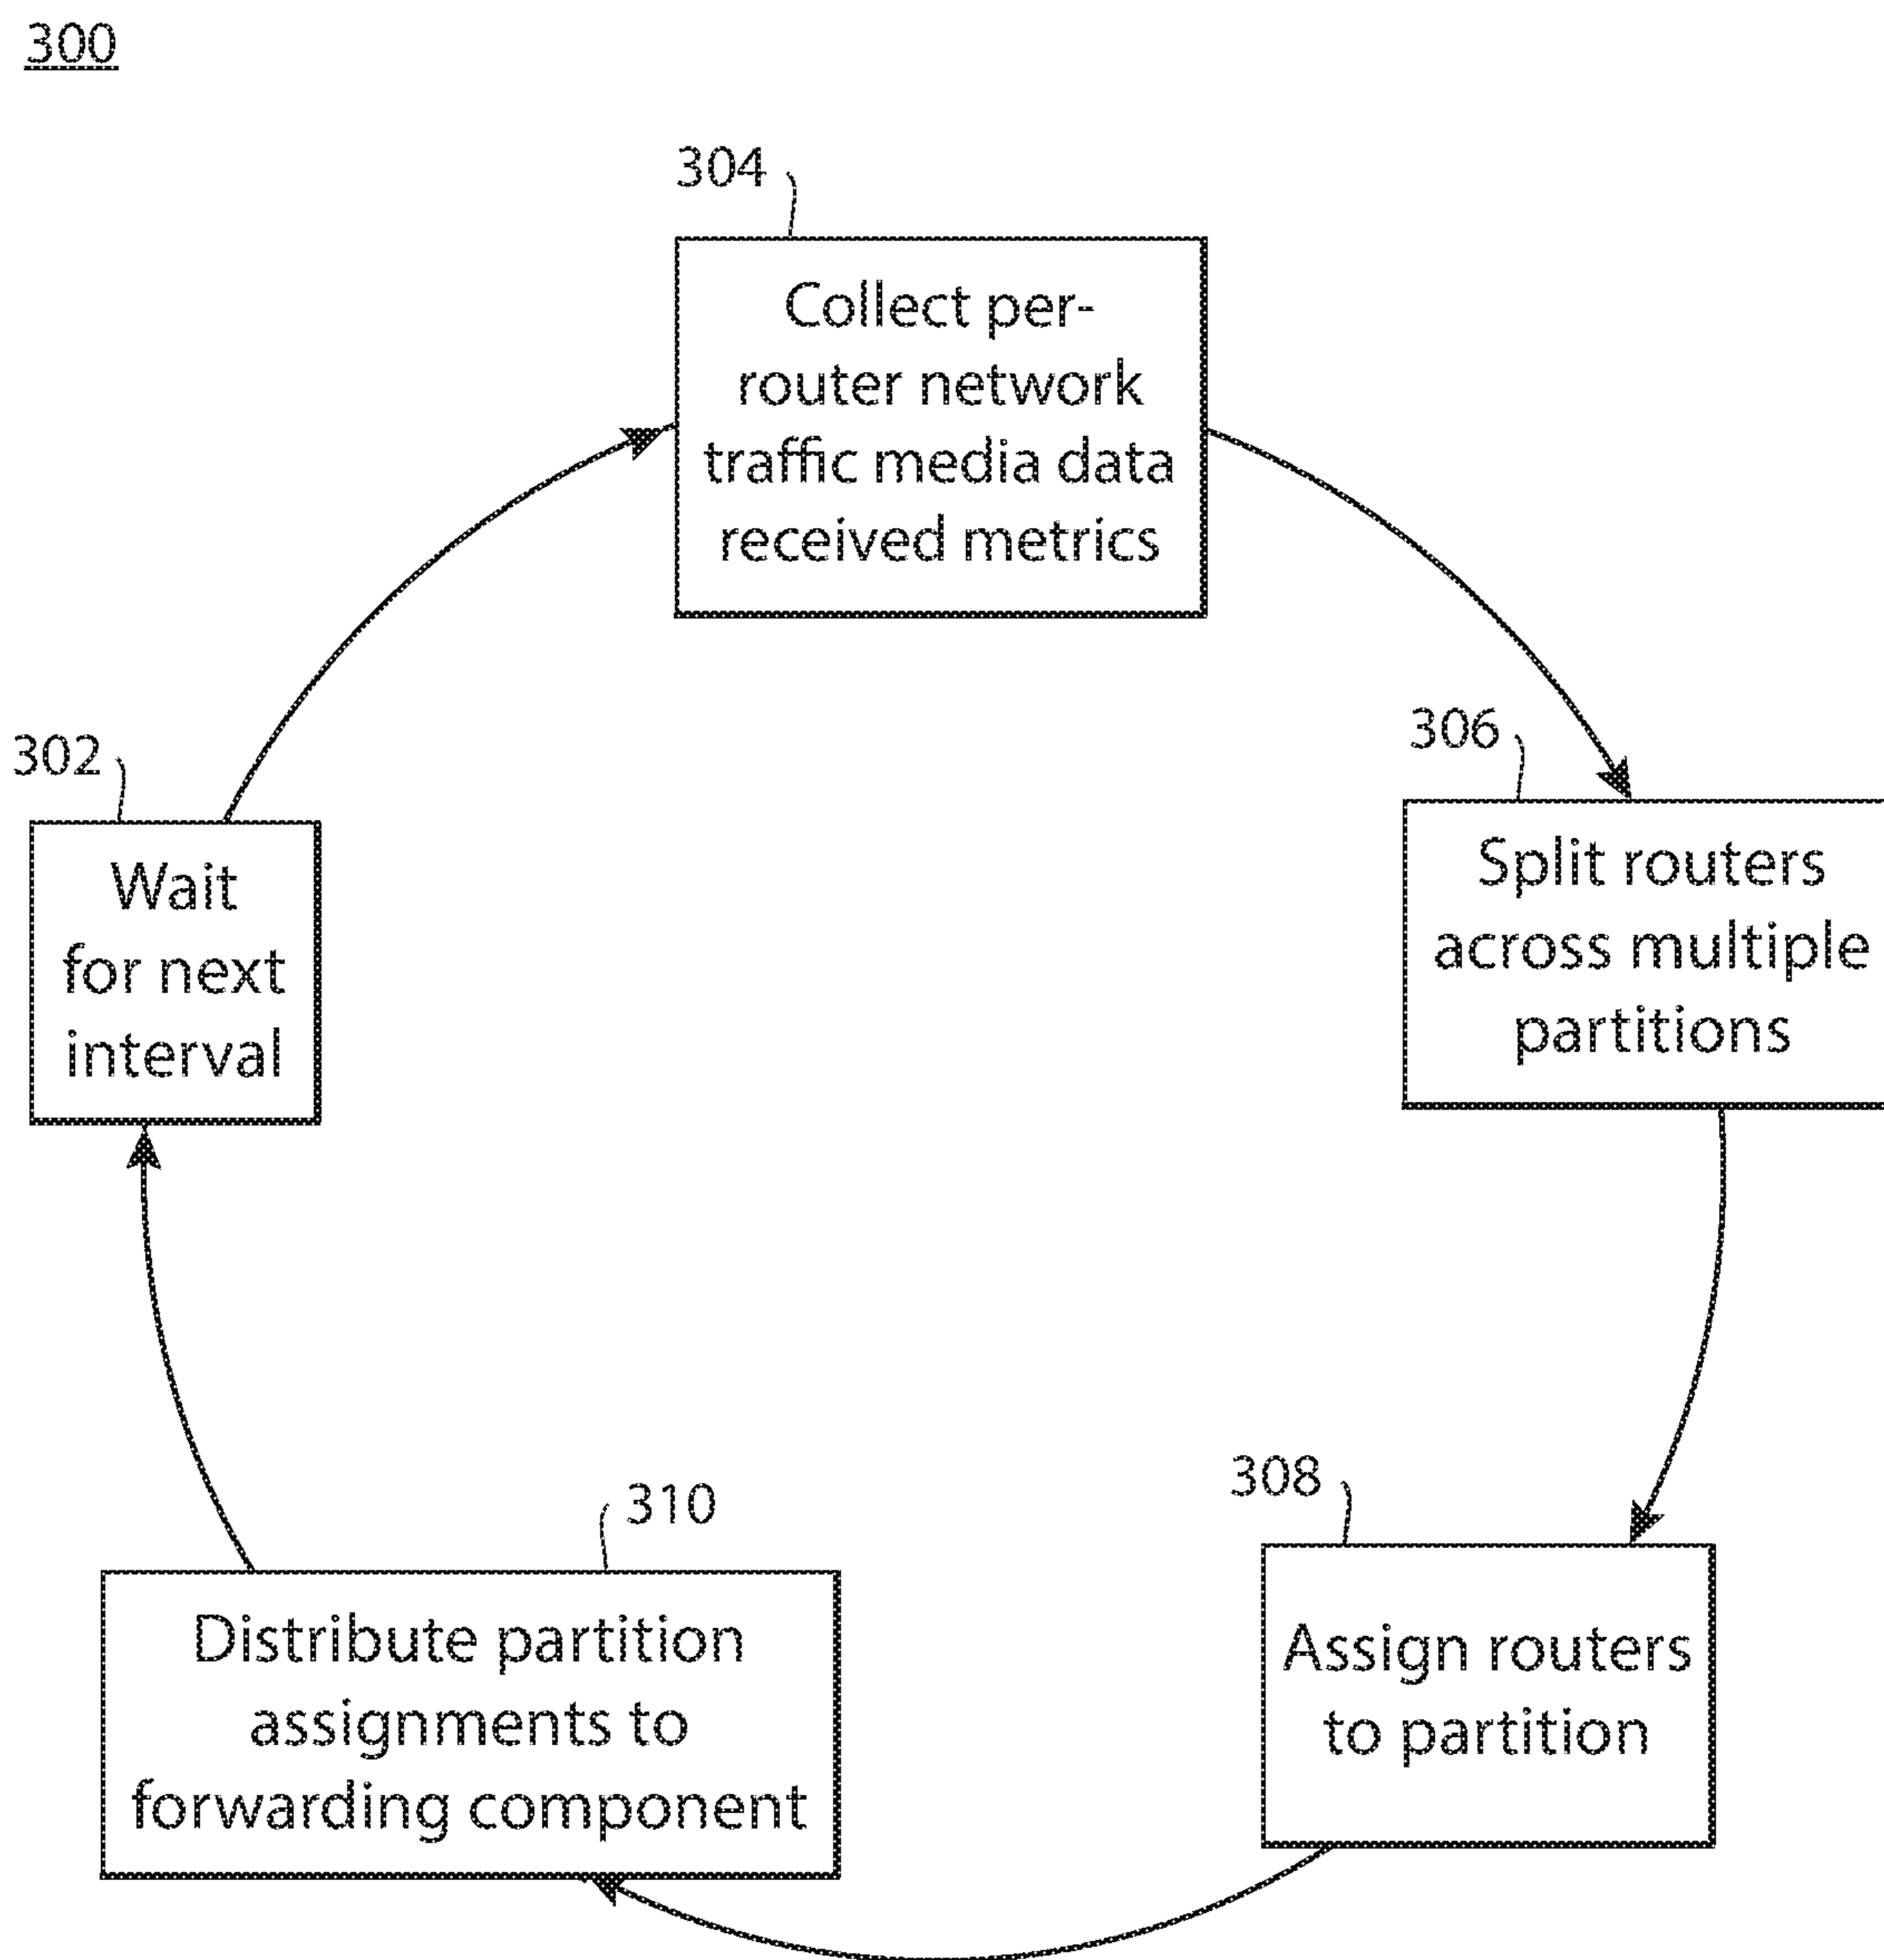 300
304
Collect per-
router network
traffic media data
received metrics
302
Wait
for next
interval
306
Split routers
across multiple
partitions
308
Assign routers
to partition
310
Distribute partition
assignments to
forwarding component